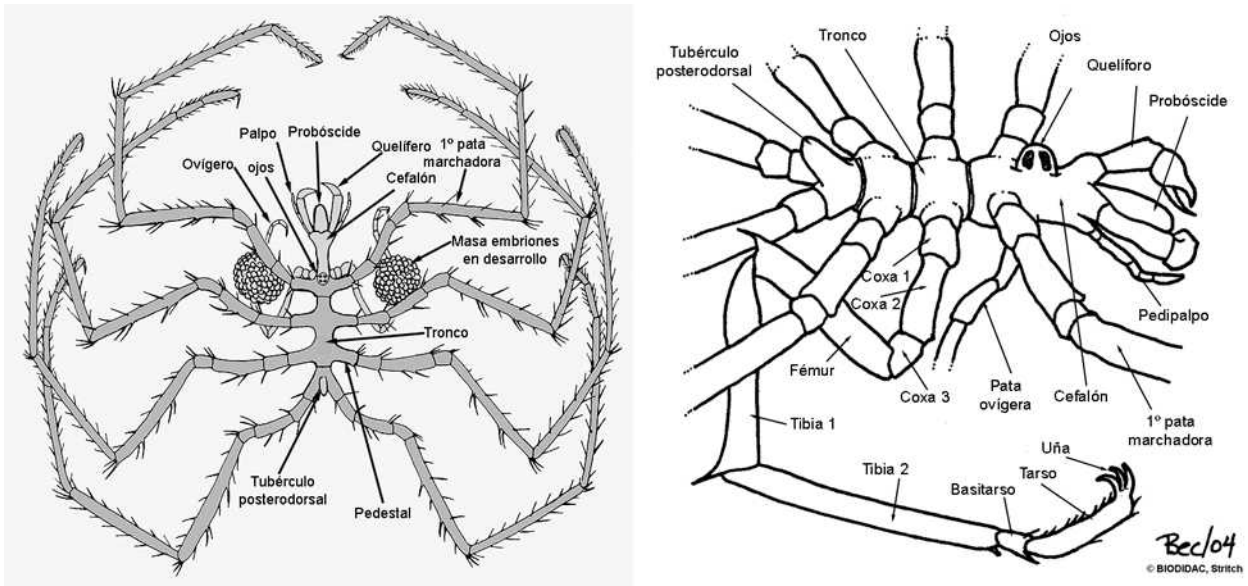 Palpo
Probóscide
Quelífero
1º pata
marchadora
Ovígero
ojos
Cefalón
Masa embriones
en desarrollo
Tronco
Tubérculo
posterodorsal
Pedestal
Tubérculo
posterodorsal
Tronco
Ojos
Quelíforo
Probóscide
Coxa 1
Coxa 2
Pedipalpo
Fémur
Coxa 3
Pata
ovígera
Cefalón
1º pata
marchadora
Tibia 1
Uña
Tibia 2
Tarso
Basitarso
Bec/04
© BIODIDAC, Stritch